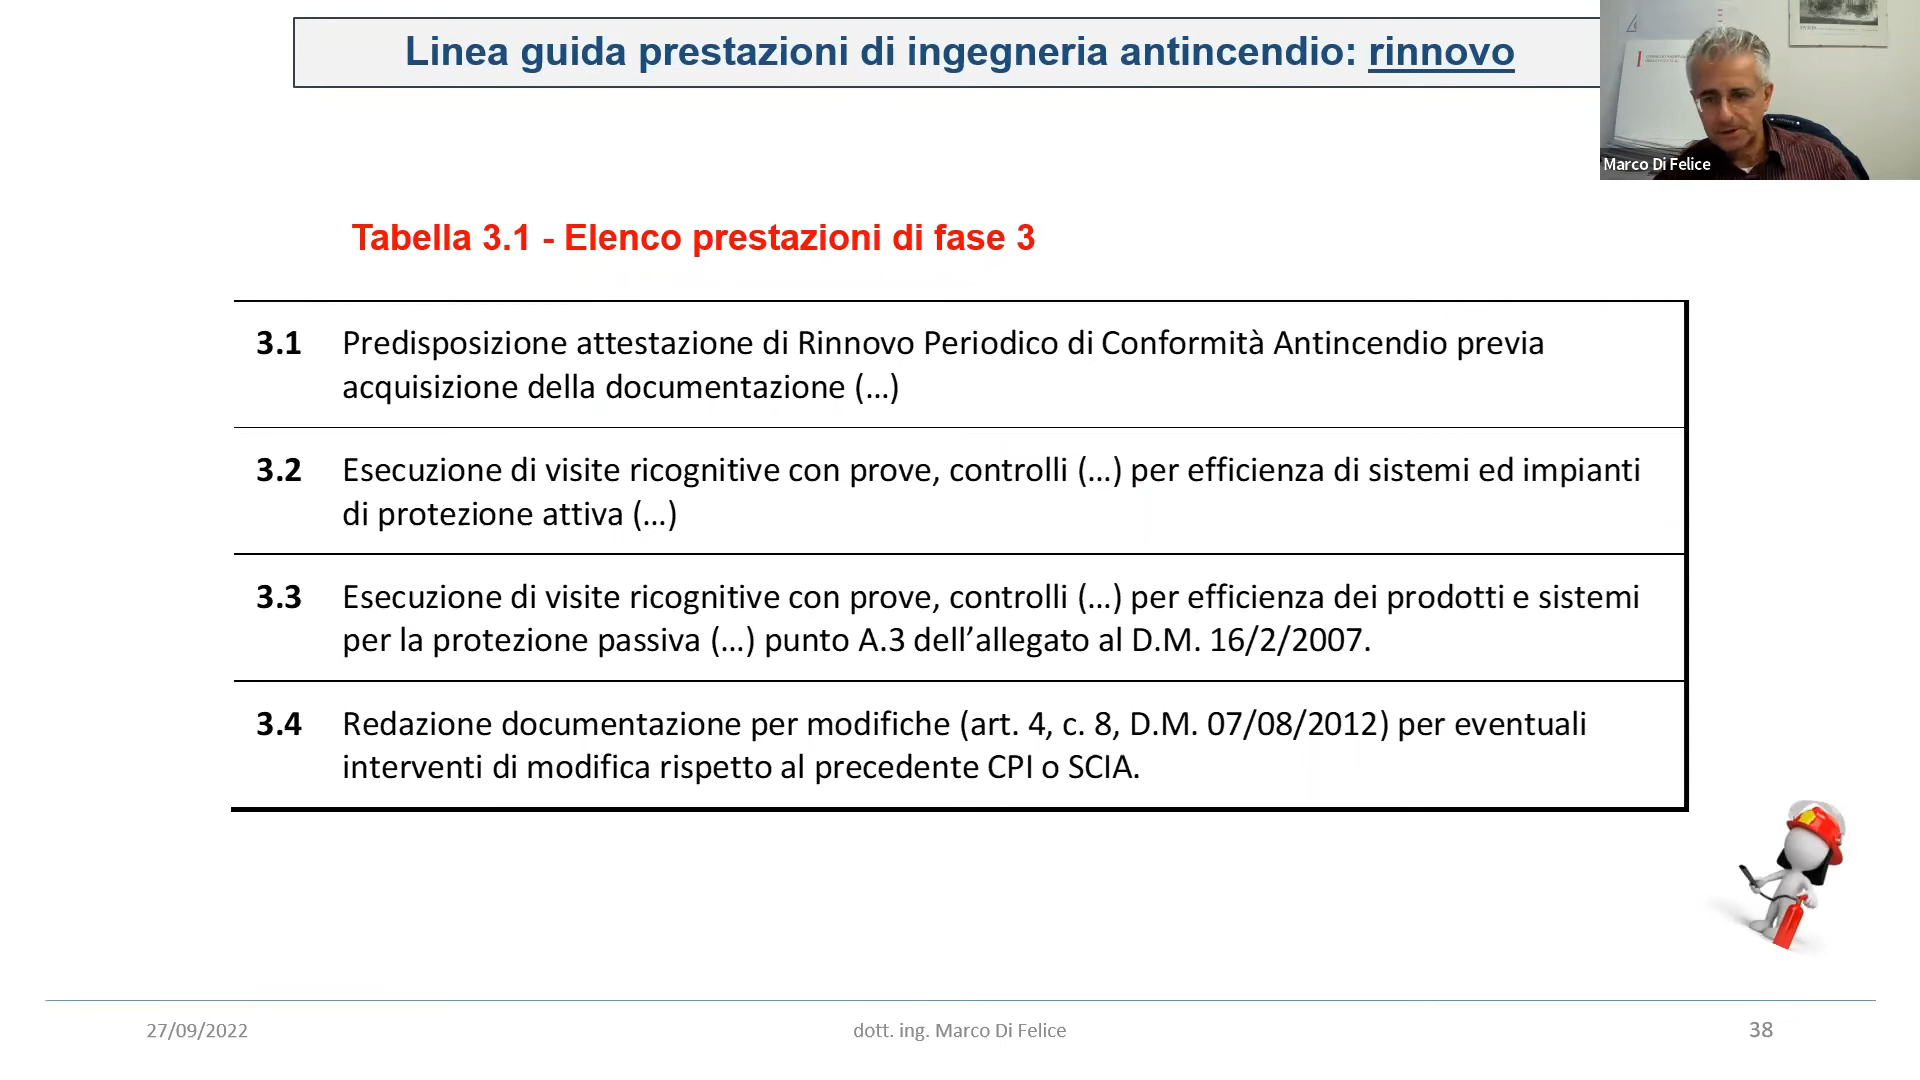 Linea guida prestazioni di ingegneria antincendio: rinnovo
Marco Di Felice
Tabella 3.1 - Elenco prestazioni di fase 3
3.1 Predisposizione attestazione di Rinnovo Periodico di Conformità Antincendio previa
acquisizione della documentazione (…)
3.2 Esecuzione di visite ricognitive con prove, controlli (…) per efficienza di sistemi ed impianti
di protezione attiva (…)
3.3 Esecuzione di visite ricognitive con prove, controlli (…) per efficienza dei prodotti e sistemi
per la protezione passiva (…) punto A.3 dell’allegato al D.M. 16/2/2007.
3.4 Redazione documentazione per modifiche (art. 4, c. 8, D.M. 07/08/2012) per eventuali
interventi di modifica rispetto al precedente CPI o SCIA.
27/09/2022
dott. ing. Marco Di Felice
38